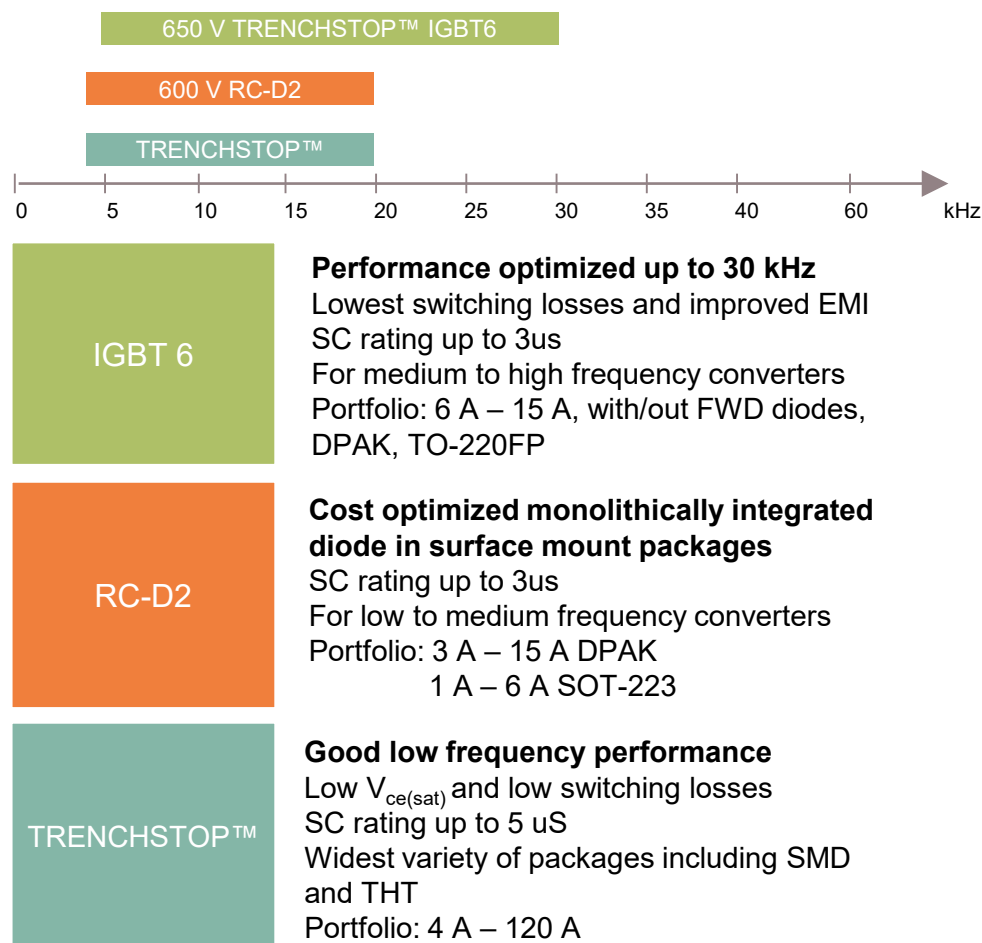 650 V TRENCHSTOP™ IGBT6
600 V RC-D2
TRENCHSTOP™
0 5 10 15 20 25 30 35 40 60 kHz
IGBT 6
Performance optimized up to 30 kHz
Lowest switching losses and improved EMI
SC rating up to 3us
For medium to high frequency converters
Portfolio: 6 A – 15 A, with/out FWD diodes,
DPAK, TO-220FP
RC-D2
Cost optimized monolithically integrated
diode in surface mount packages
SC rating up to 3us
For low to medium frequency converters
Portfolio: 3 A – 15 A DPAK
1 A – 6 A SOT-223
TRENCHSTOP™
Good low frequency performance
Low Vce(sat) and low switching losses
SC rating up to 5 uS
Widest variety of packages including SMD
and THT
Portfolio: 4 A – 120 A